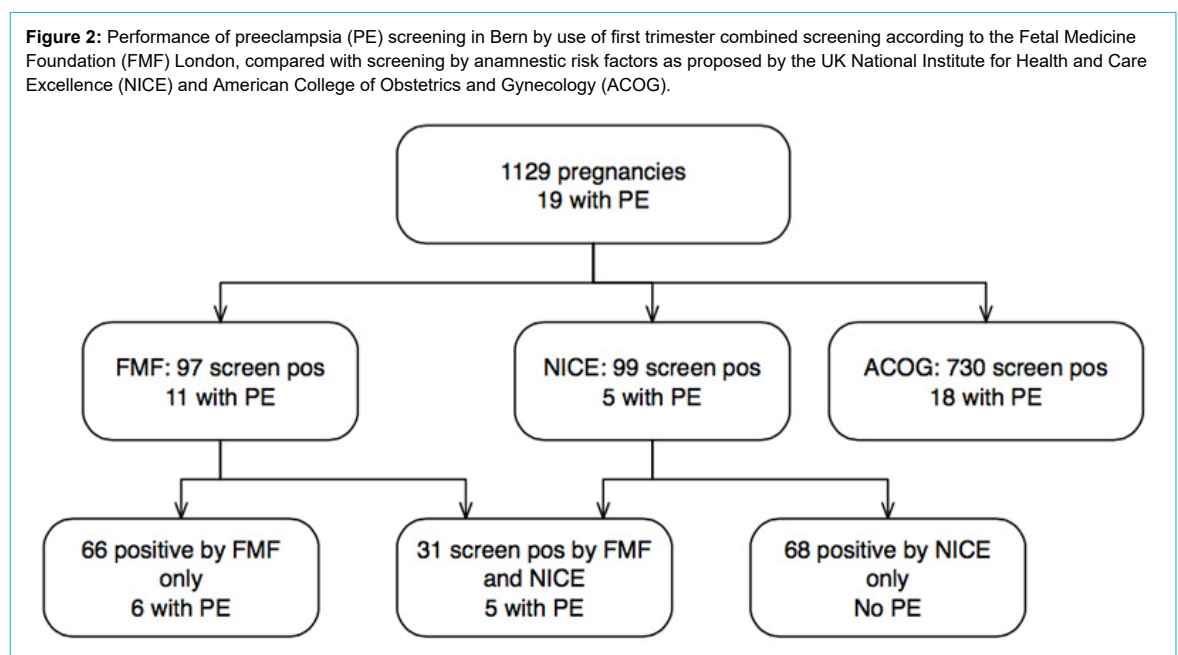 Figure 2: Performance of preeclampsia (PE) screening in Bern by use of first trimester combined screening according to the Fetal Medicine
Foundation (FMF) London, compared with screening by anamnestic risk factors as proposed by the UK National Institute for Health and Care
Excellence (NICE) and American College of Obstetrics and Gynecology (ACOG).
1129 pregnancies
19 with PE
FMF: 97 screen pos
11 with PE
NICE: 99 screen pos
5 with PE
ACOG: 730 screen pos
18 with PE
66 positive by FMF
only
6 with PE
31 screen pos by FMF
and NICE
5 with PE
68 positive by NICE
only
No PE